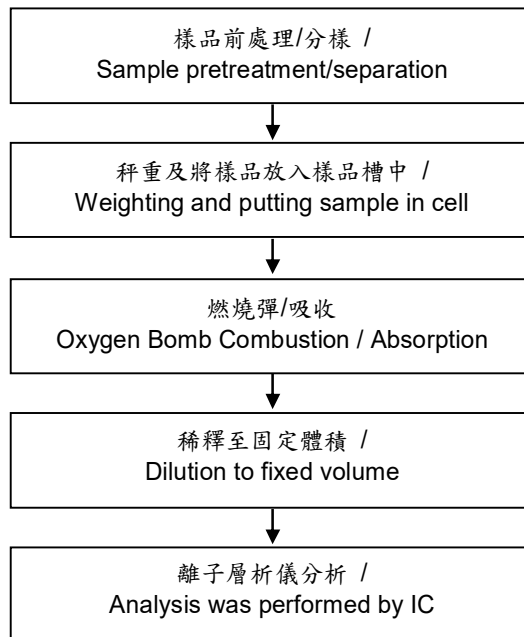 樣品前處理/分樣 /
Sample pretreatment/separation
秤重及將樣品放入樣品槽中 /
Weighting and putting sample in cell
燃燒彈/吸收
Oxygen Bomb Combustion / Absorption
稀釋至固定體積 /
Dilution to fixed volume
離子層析儀分析 /
Analysis was performed by IC